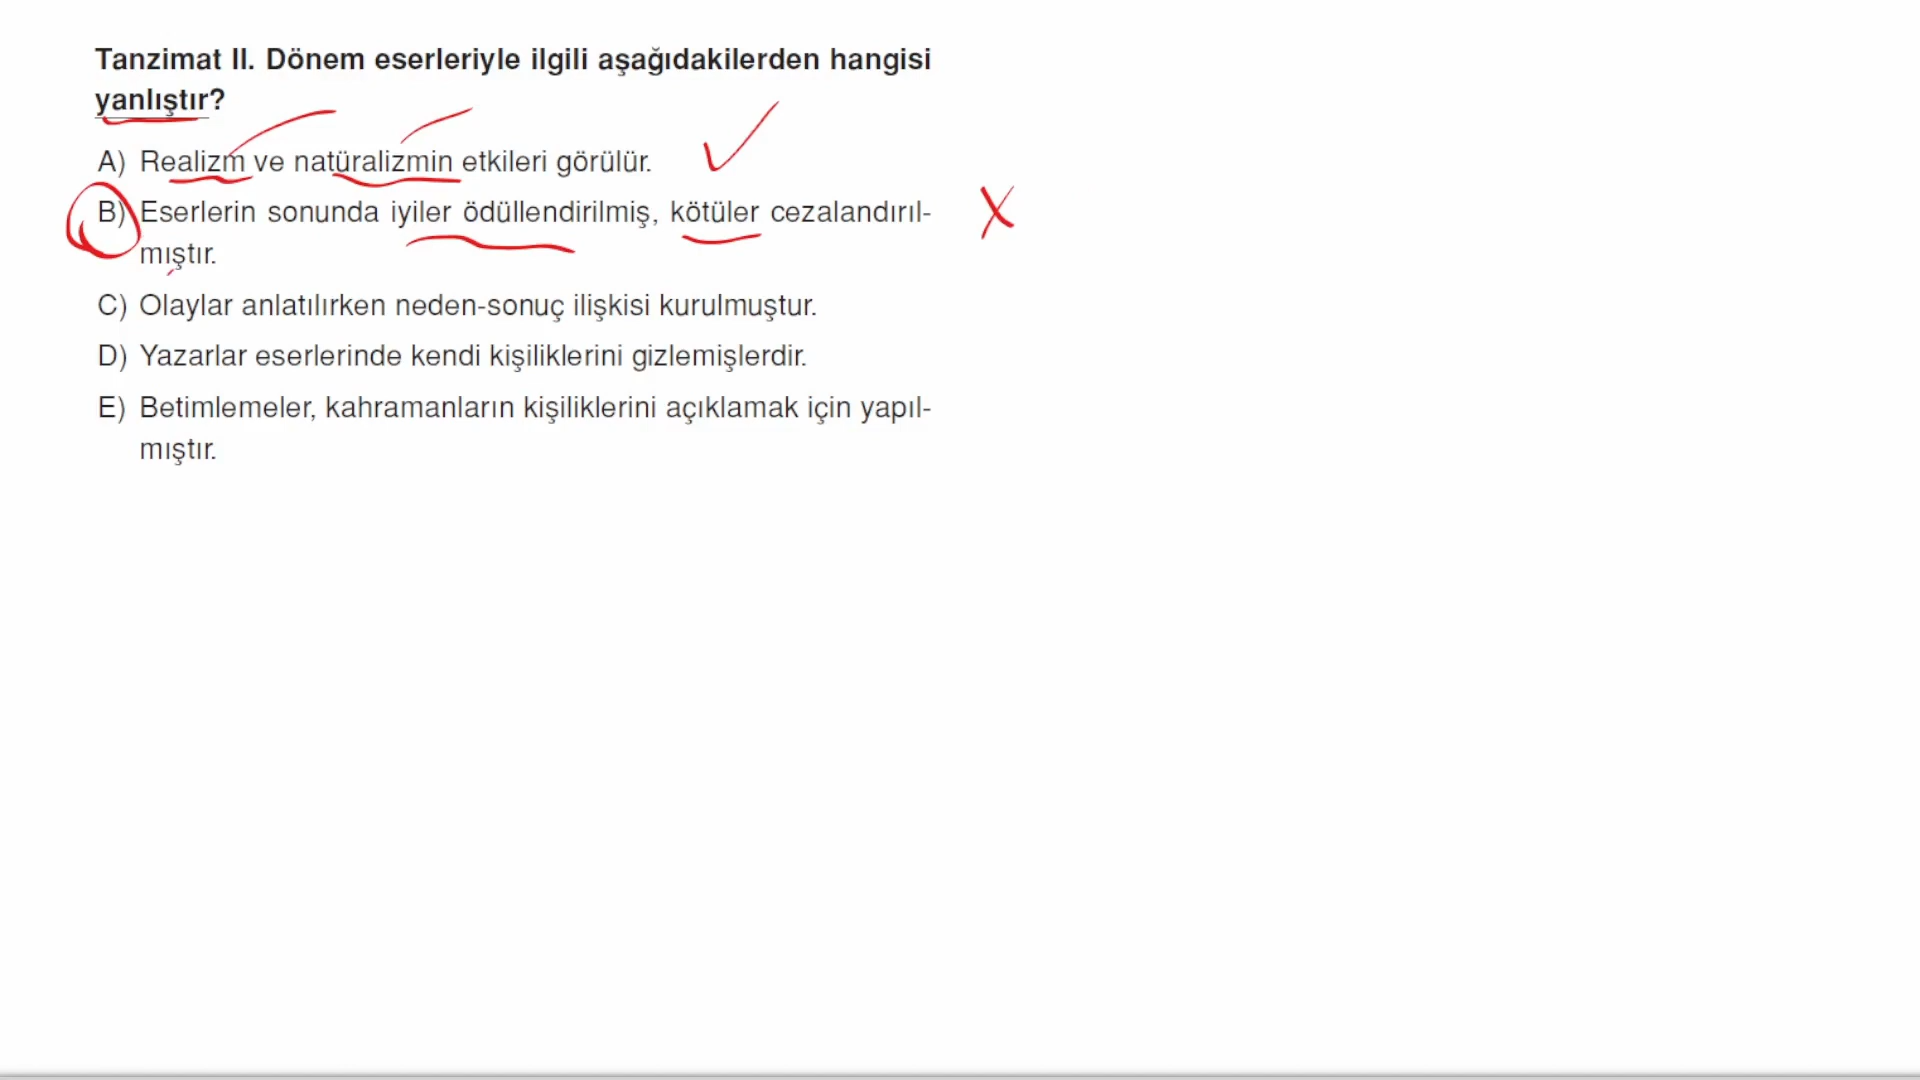 Tanzimat II. Dönem eserleriyle ilgili aşağıdakilerden hangisi
yanlıştır?
A) Realizm ve natüralizmin etkileri görülür.
B) Eserlerin sonunda iyiler ödüllendirilmiş, kötüler cezalandırıl-
mıştır.
C) Olaylar anlatılırken neden-sonuç ilişkisi kurulmuştur.
D) Yazarlar eserlerinde kendi kişiliklerini gizlemişlerdir.
E) Betimlemeler, kahramanların kişiliklerini açıklamak için yapıl-
mıştır.